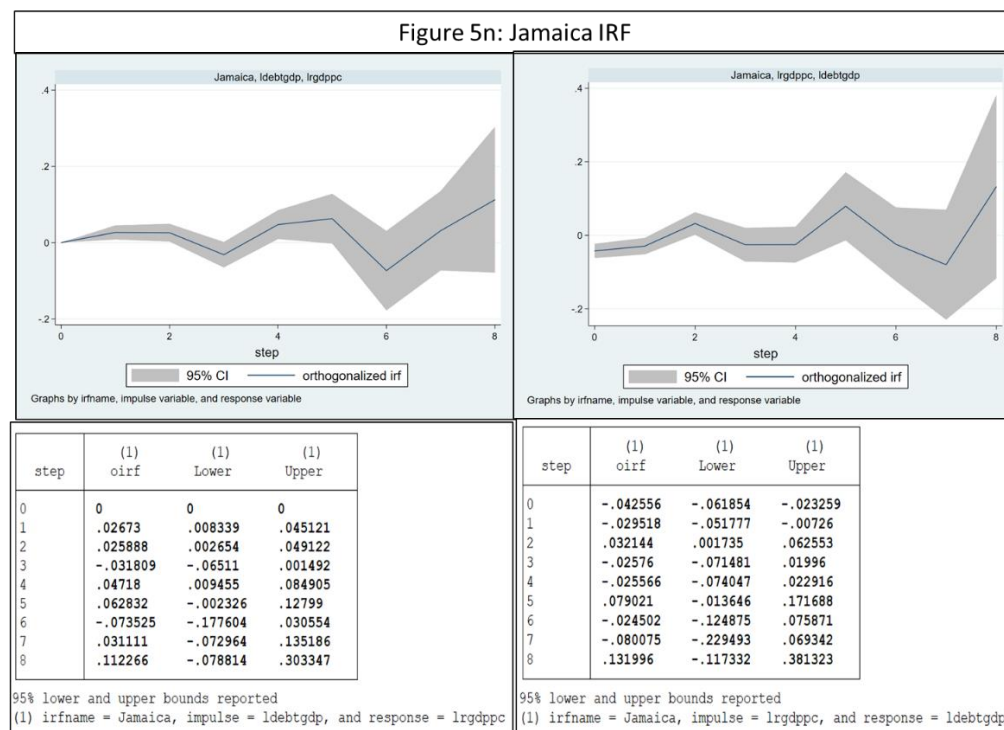 Figure 5n: Jamaica IRF
Jamaica, ldebtgdp, lrgdppc
.4
.2
0
-.2
0 2 4 6 8
step
95% CI orthogonalized irf
Graphs by irfname, impulse variable, and response variable
Jamaica, lrgdppc, ldebtgdp
.4
.2
0
-.2
0 2 4 6 8
step
95% CI orthogonalized irf
Graphs by irfname, impulse variable, and response variable
(1) (1) (1)
step oirf Lower Upper
0 0 0 0
1 .02673 .008339 .045121
2 .025888 .002654 .049122
3 -.031809 -.06511 .001492
4 .04718 .009455 .084905
5 .062832 -.002326 .12799
6 -.073525 -.177604 .030554
7 .031111 -.072964 .135186
8 .112266 -.078814 .303347
95% lower and upper bounds reported
(1) irfname = Jamaica, impulse = ldebtgdp, and response = lrgdppc
(1) (1) (1)
step oirf Lower Upper
0 -.042556 -.061854 -.023259
1 -.029518 -.051777 -.00726
2 .032144 .001735 .062553
3 -.02576 -.071481 .01996
4 -.025566 -.074047 .022916
5 .079021 -.013646 .171688
6 -.024502 -.124875 .075871
7 -.080075 -.229493 .069342
8 .131996 -.117332 .381323
95% lower and upper bounds reported
(1) irfname = Jamaica, impulse = lrgdppc, and response = ldebtgdp